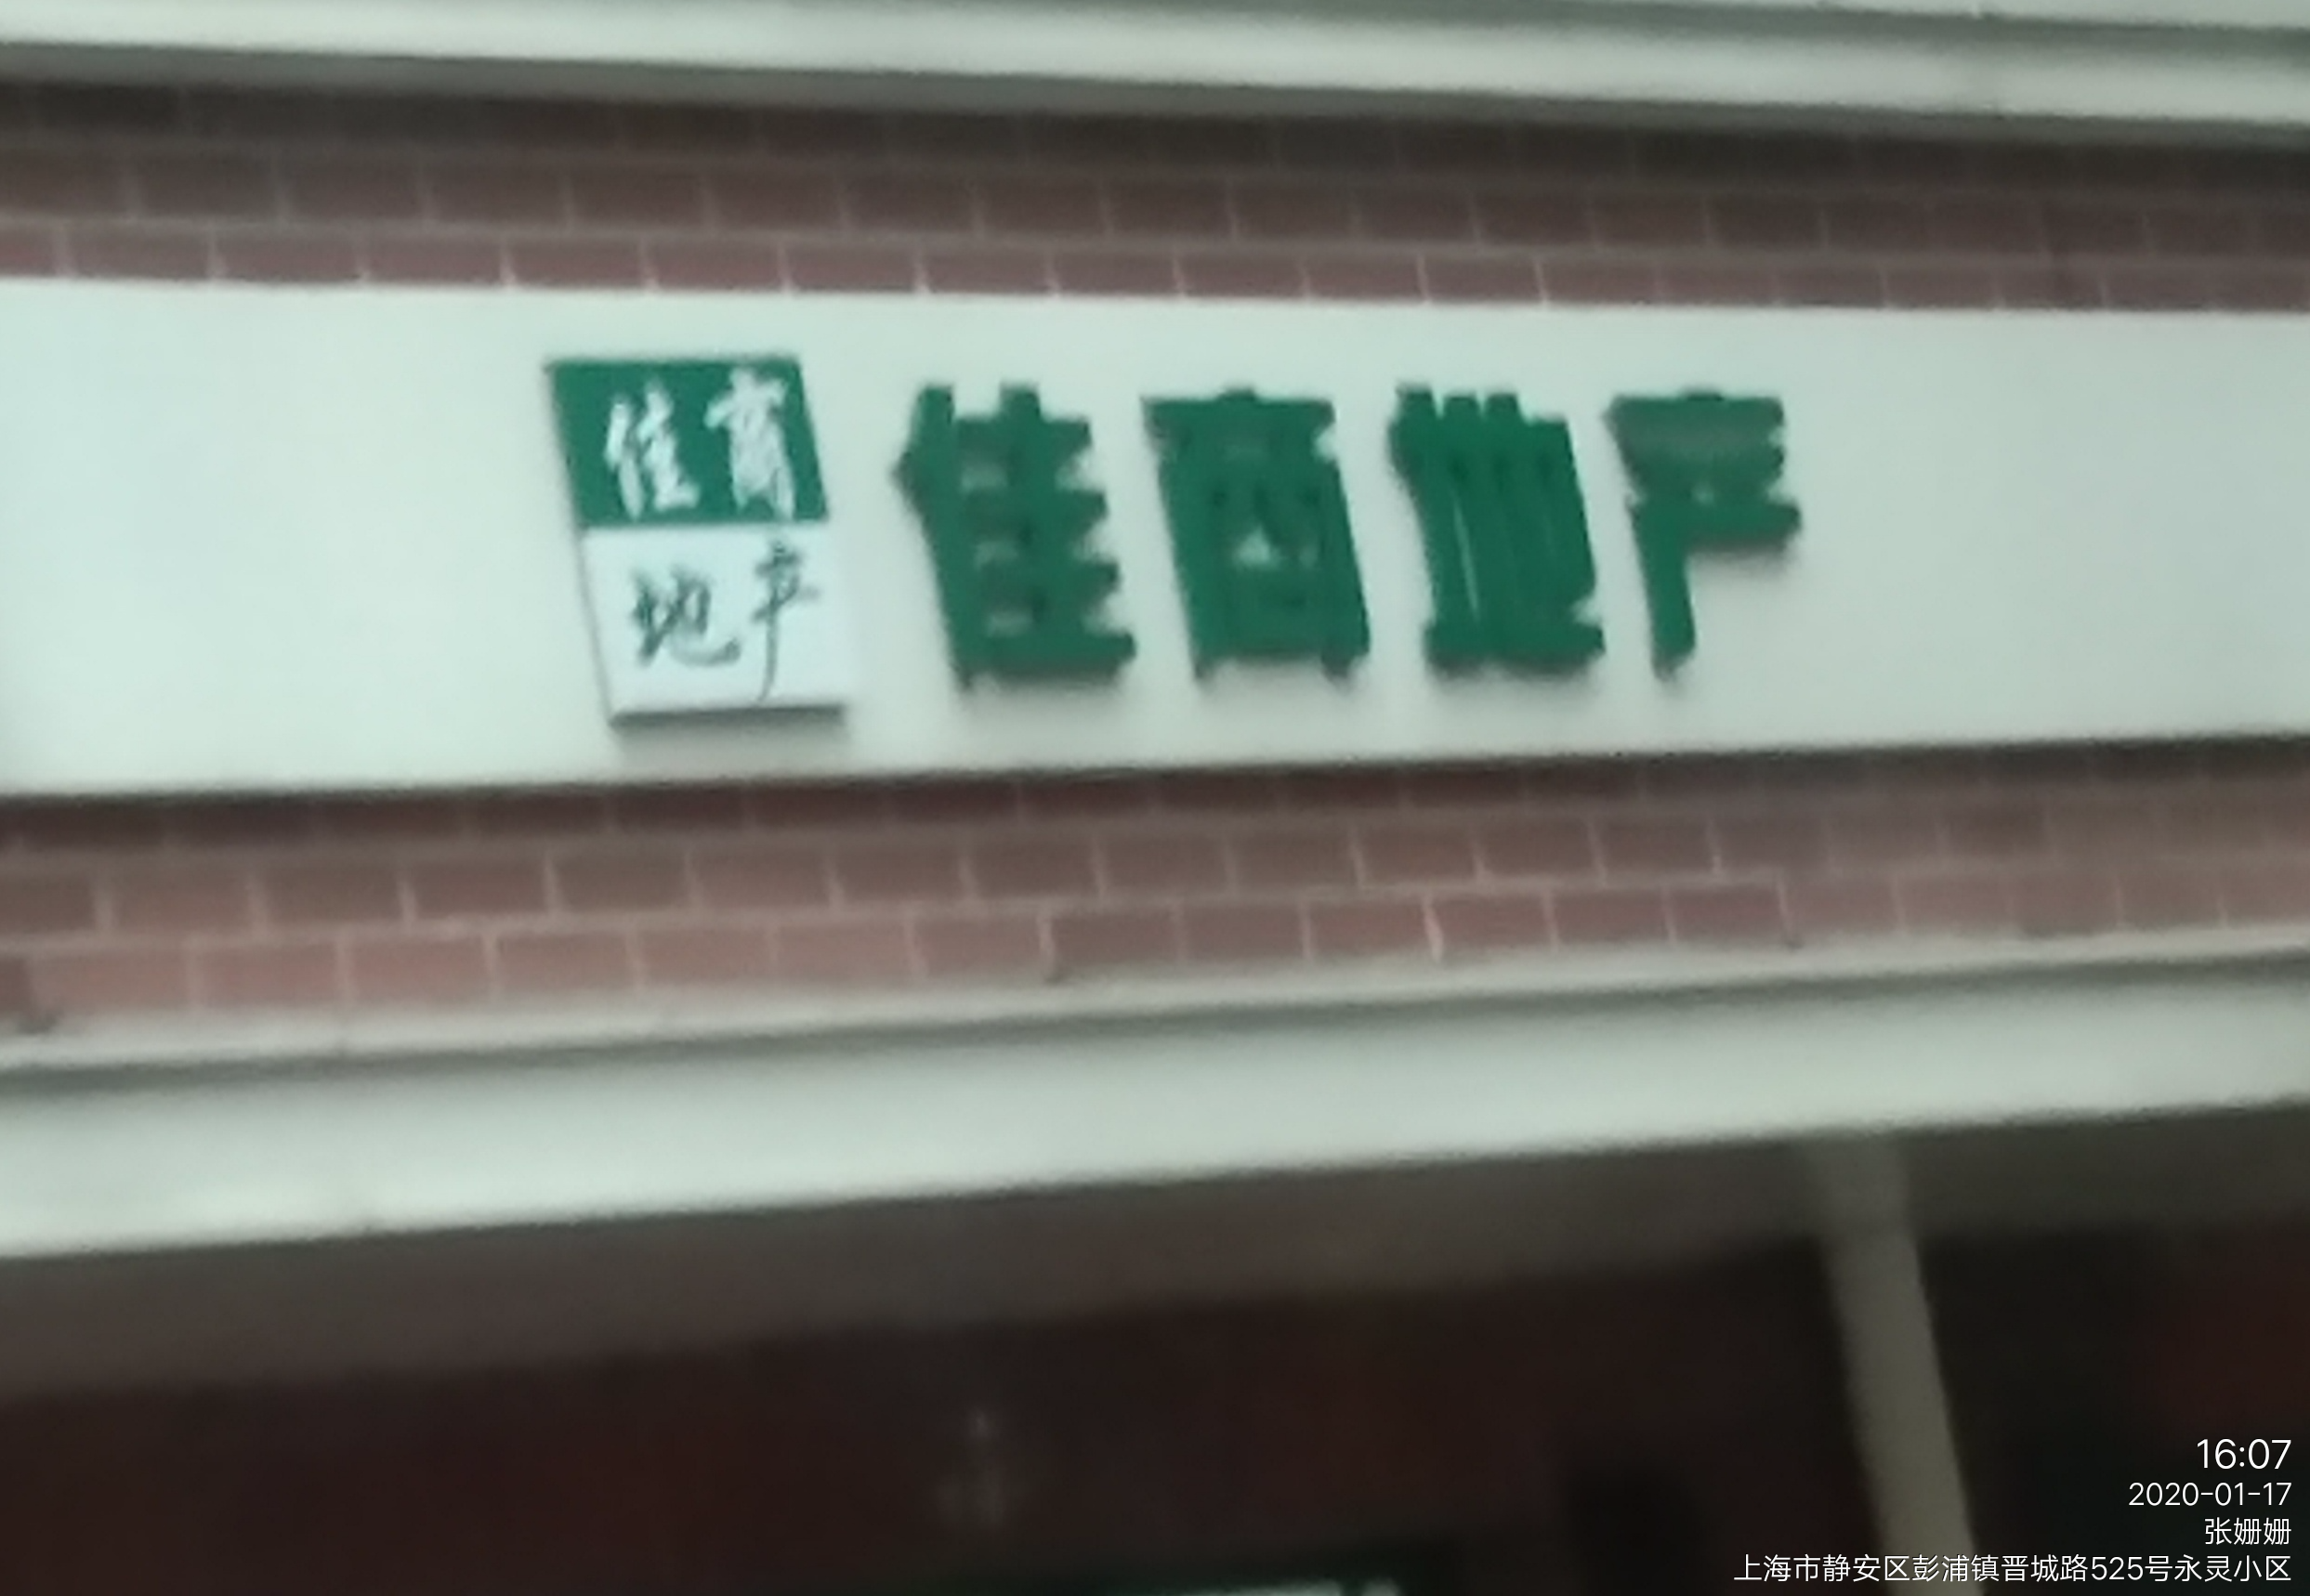 佳商
地产
佳商地产
16:07
2020-01-17
张姗姗
上海市静安区彭浦镇晋城路525号永灵小区